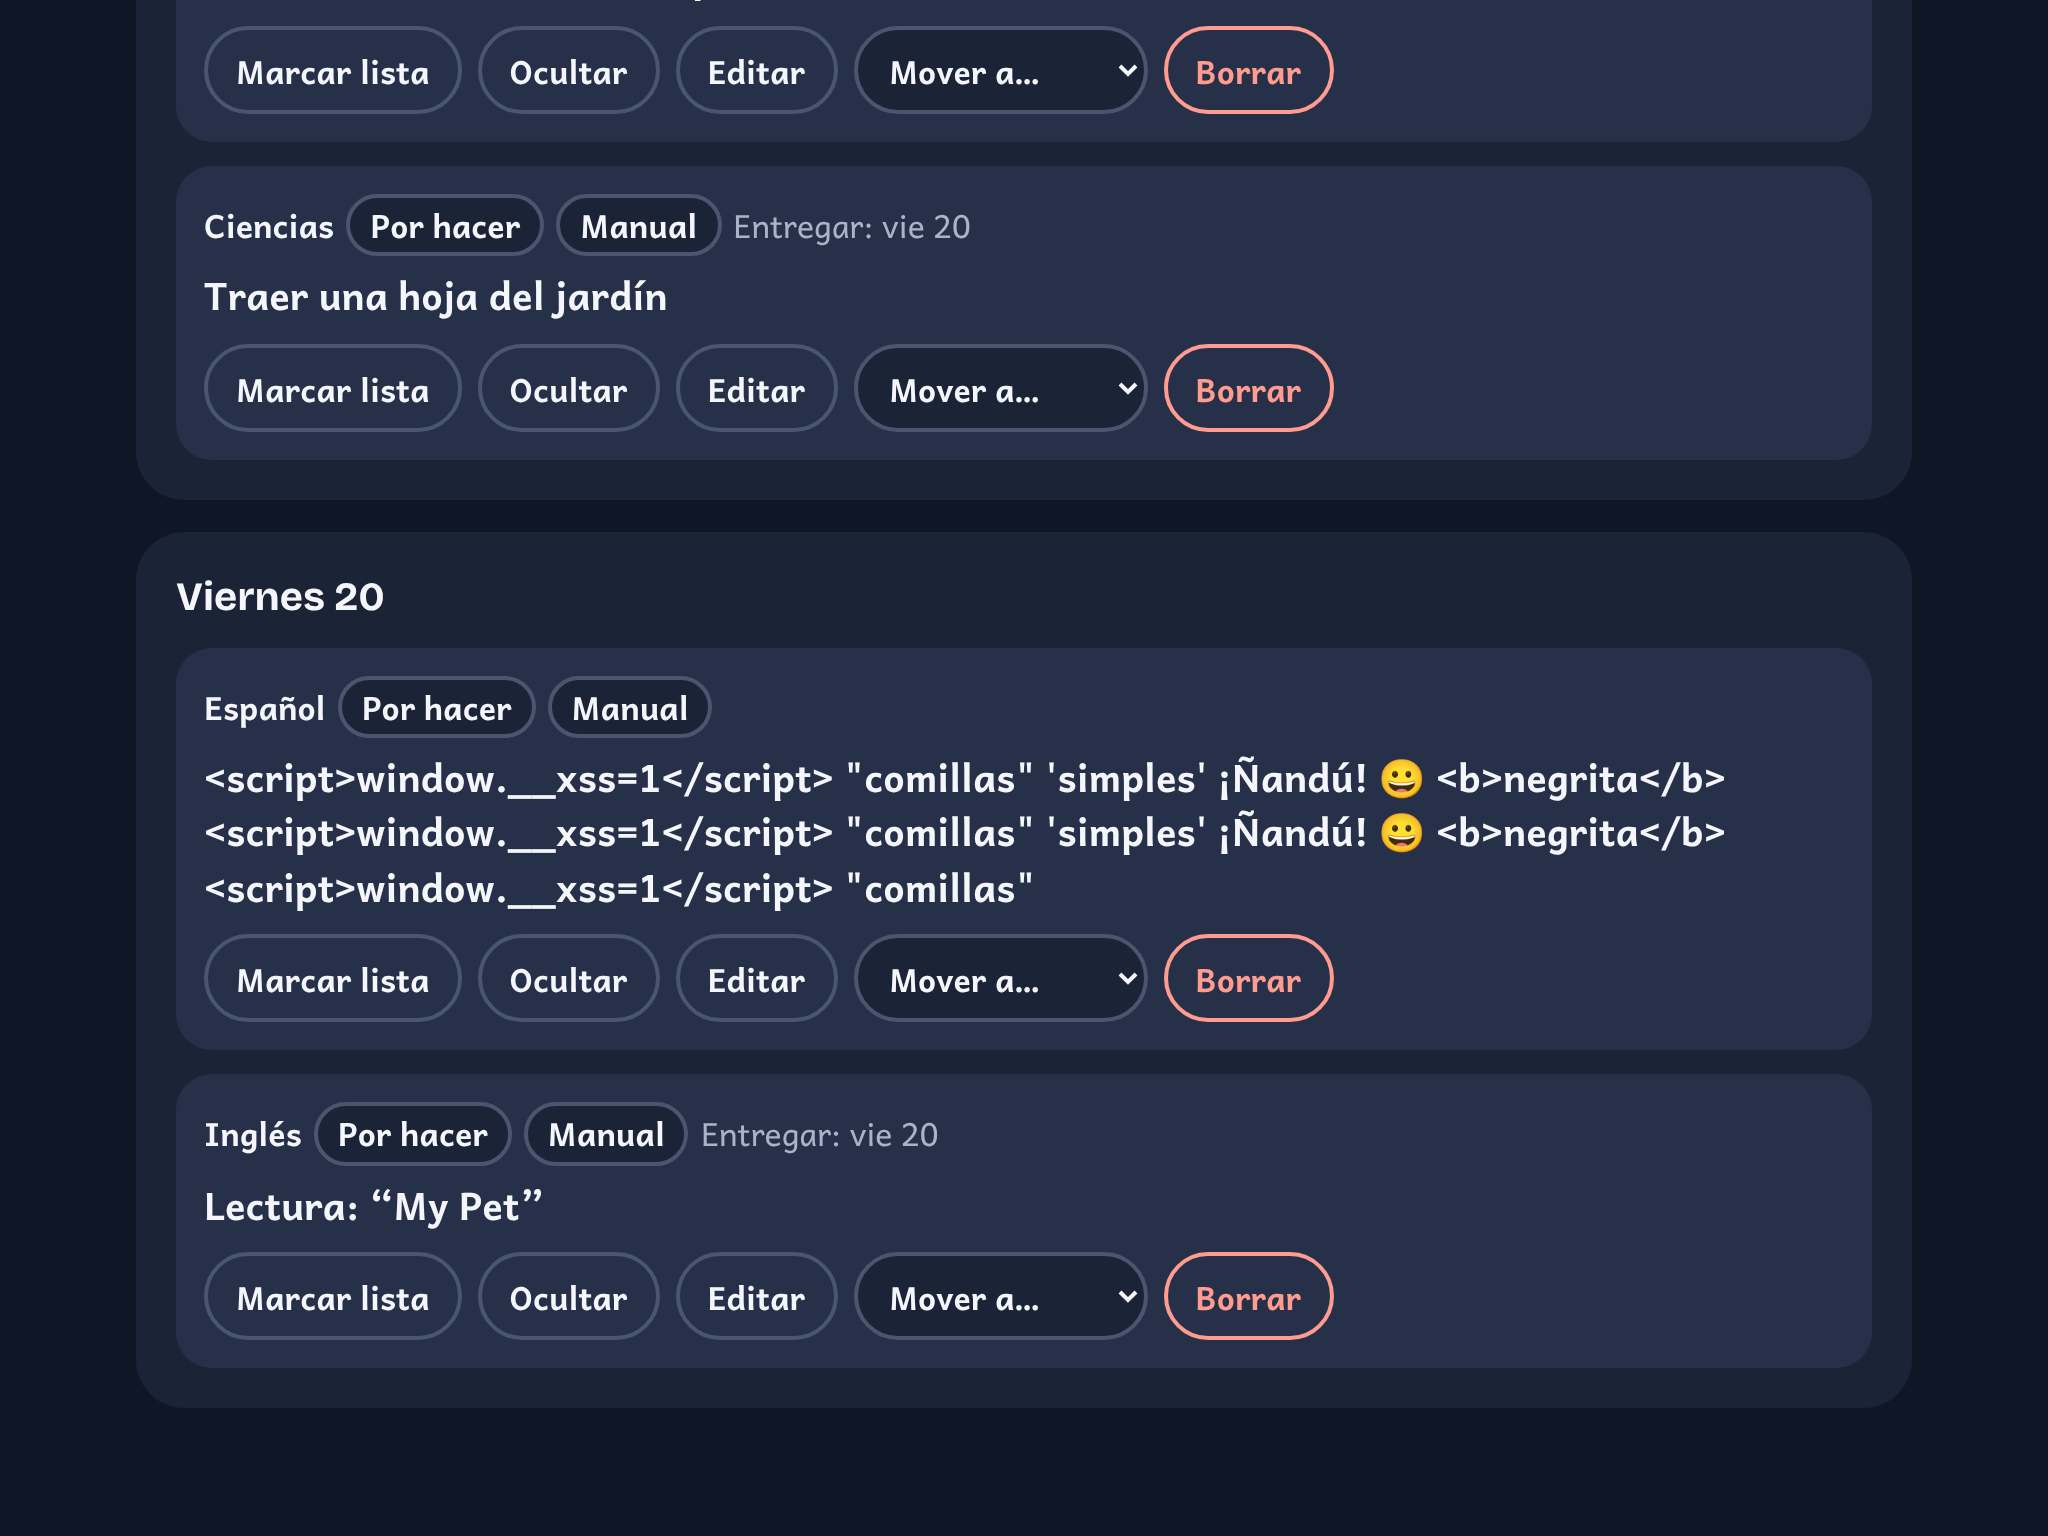 Marcar lista Ocultar Editar Mover a... Borrar
Ciencias Por hacer Manual Entregar: vie 20
Traer una hoja del jardín
Marcar lista Ocultar Editar Mover a... Borrar
Viernes 20
Español Por hacer Manual
<script>window.__xss=1</script> "comillas" 'simples' ¡Ñandú! 😀 <b>negrita</b>
<script>window.__xss=1</script> "comillas" 'simples' ¡Ñandú! 😀 <b>negrita</b>
<script>window.__xss=1</script> "comillas"
Marcar lista Ocultar Editar Mover a... Borrar
Inglés Por hacer Manual Entregar: vie 20
Lectura: “My Pet”
Marcar lista Ocultar Editar Mover a... Borrar